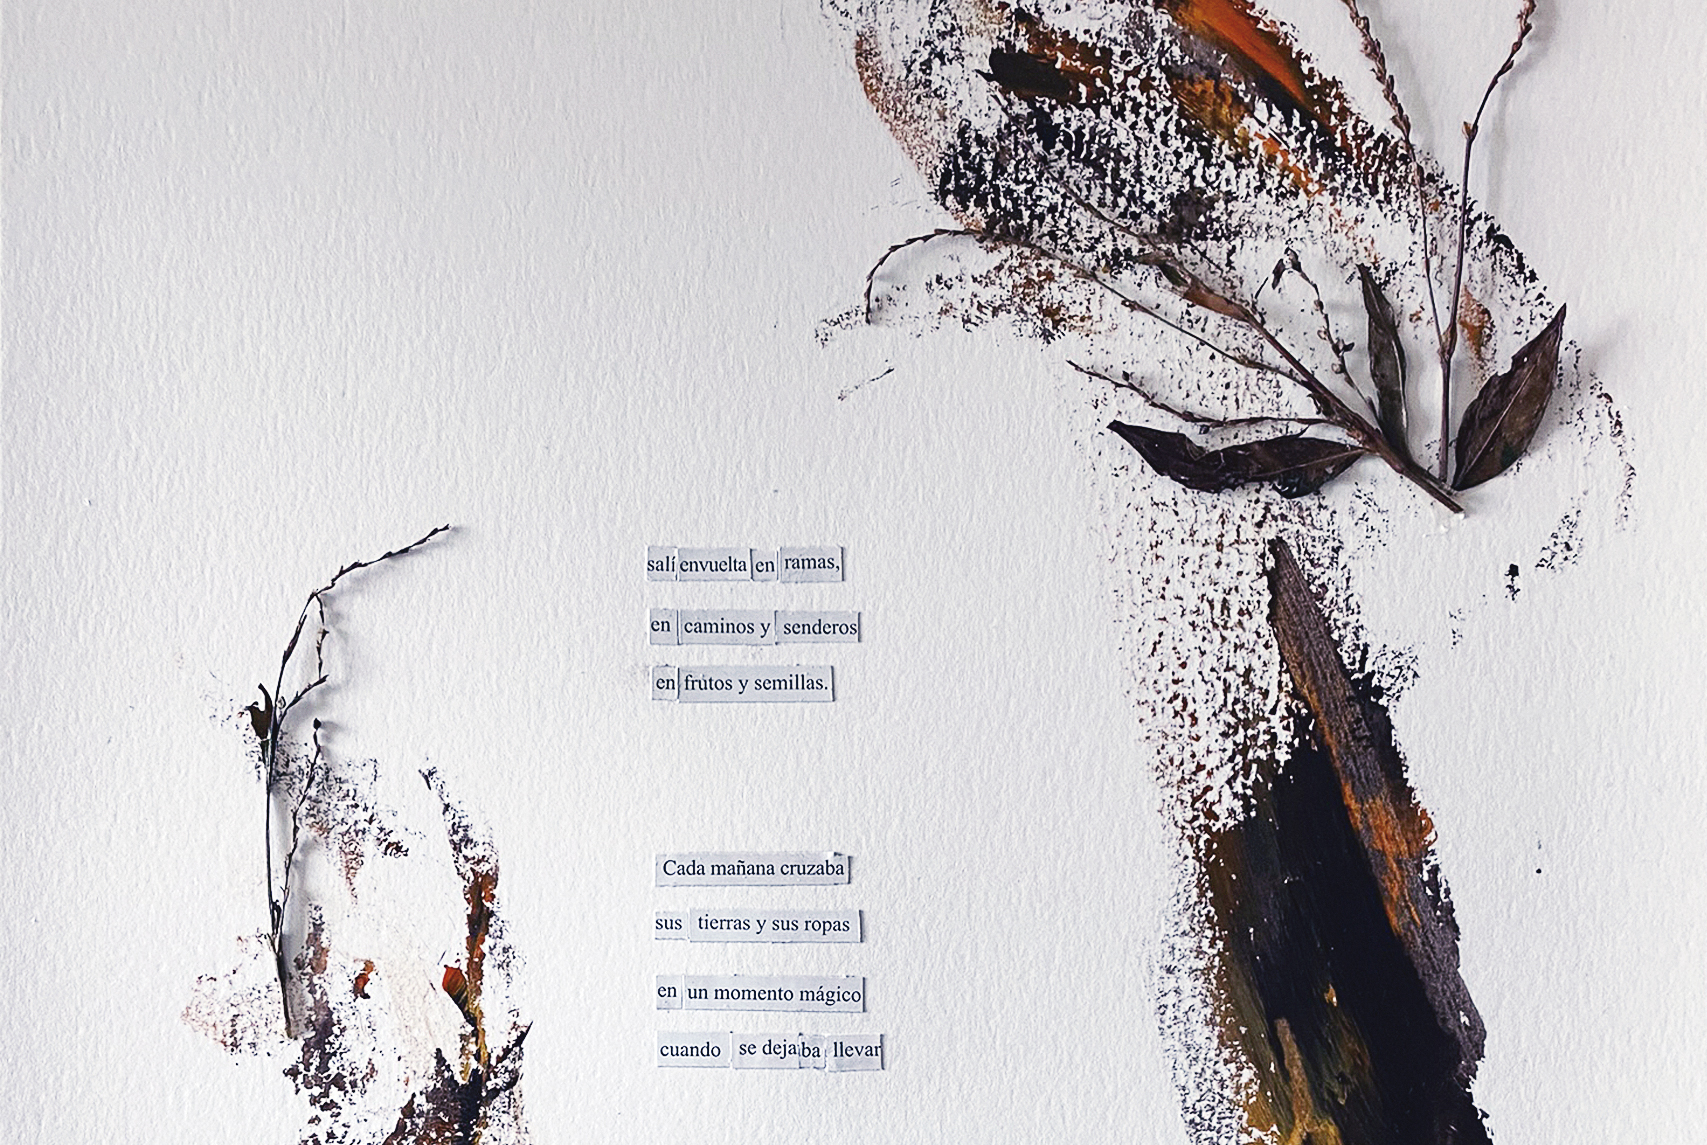 salí envuelta en ramas,
en caminos y senderos
en frutos y semillas.
Cada mañana cruzaba
sus tierras y sus ropas
en un momento mágico
cuando se dejaba llevar